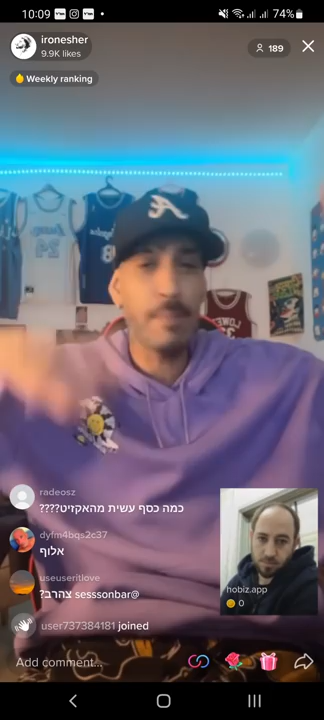 10:09
74%
ironesher
9.9K likes
189
Weekly ranking
radeosz
כמה כסף עשית מהאקזיט????
dyfm4bqs2c37
אלוף
useuseritlove
@sesssonbar צהרב?
hobiz.app
0
user737384181 joined
Add comment...